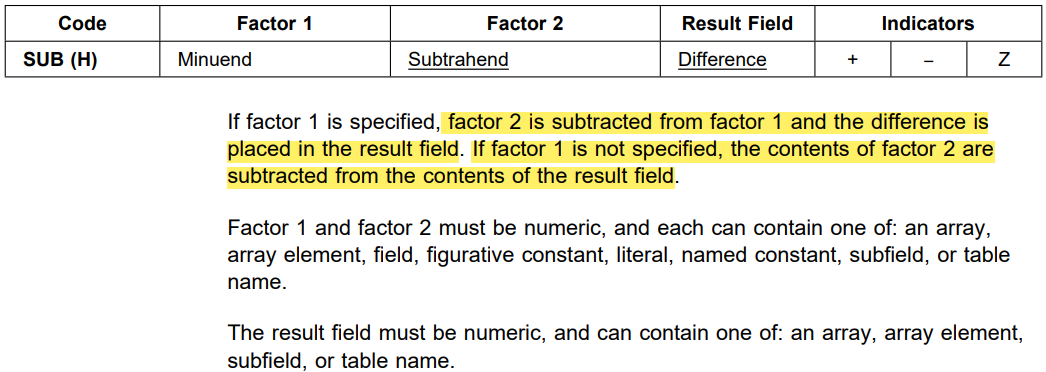 Code Factor 1 Factor 2 Result Field Indicators
SUB (H) Minuend Subtrahend Difference + − Z
If factor 1 is specified, factor 2 is subtracted from factor 1 and the difference is
placed in the result field. If factor 1 is not specified, the contents of factor 2 are
subtracted from the contents of the result field.
Factor 1 and factor 2 must be numeric, and each can contain one of: an array,
array element, field, figurative constant, literal, named constant, subfield, or table
name.
The result field must be numeric, and can contain one of: an array, array element,
subfield, or table name.